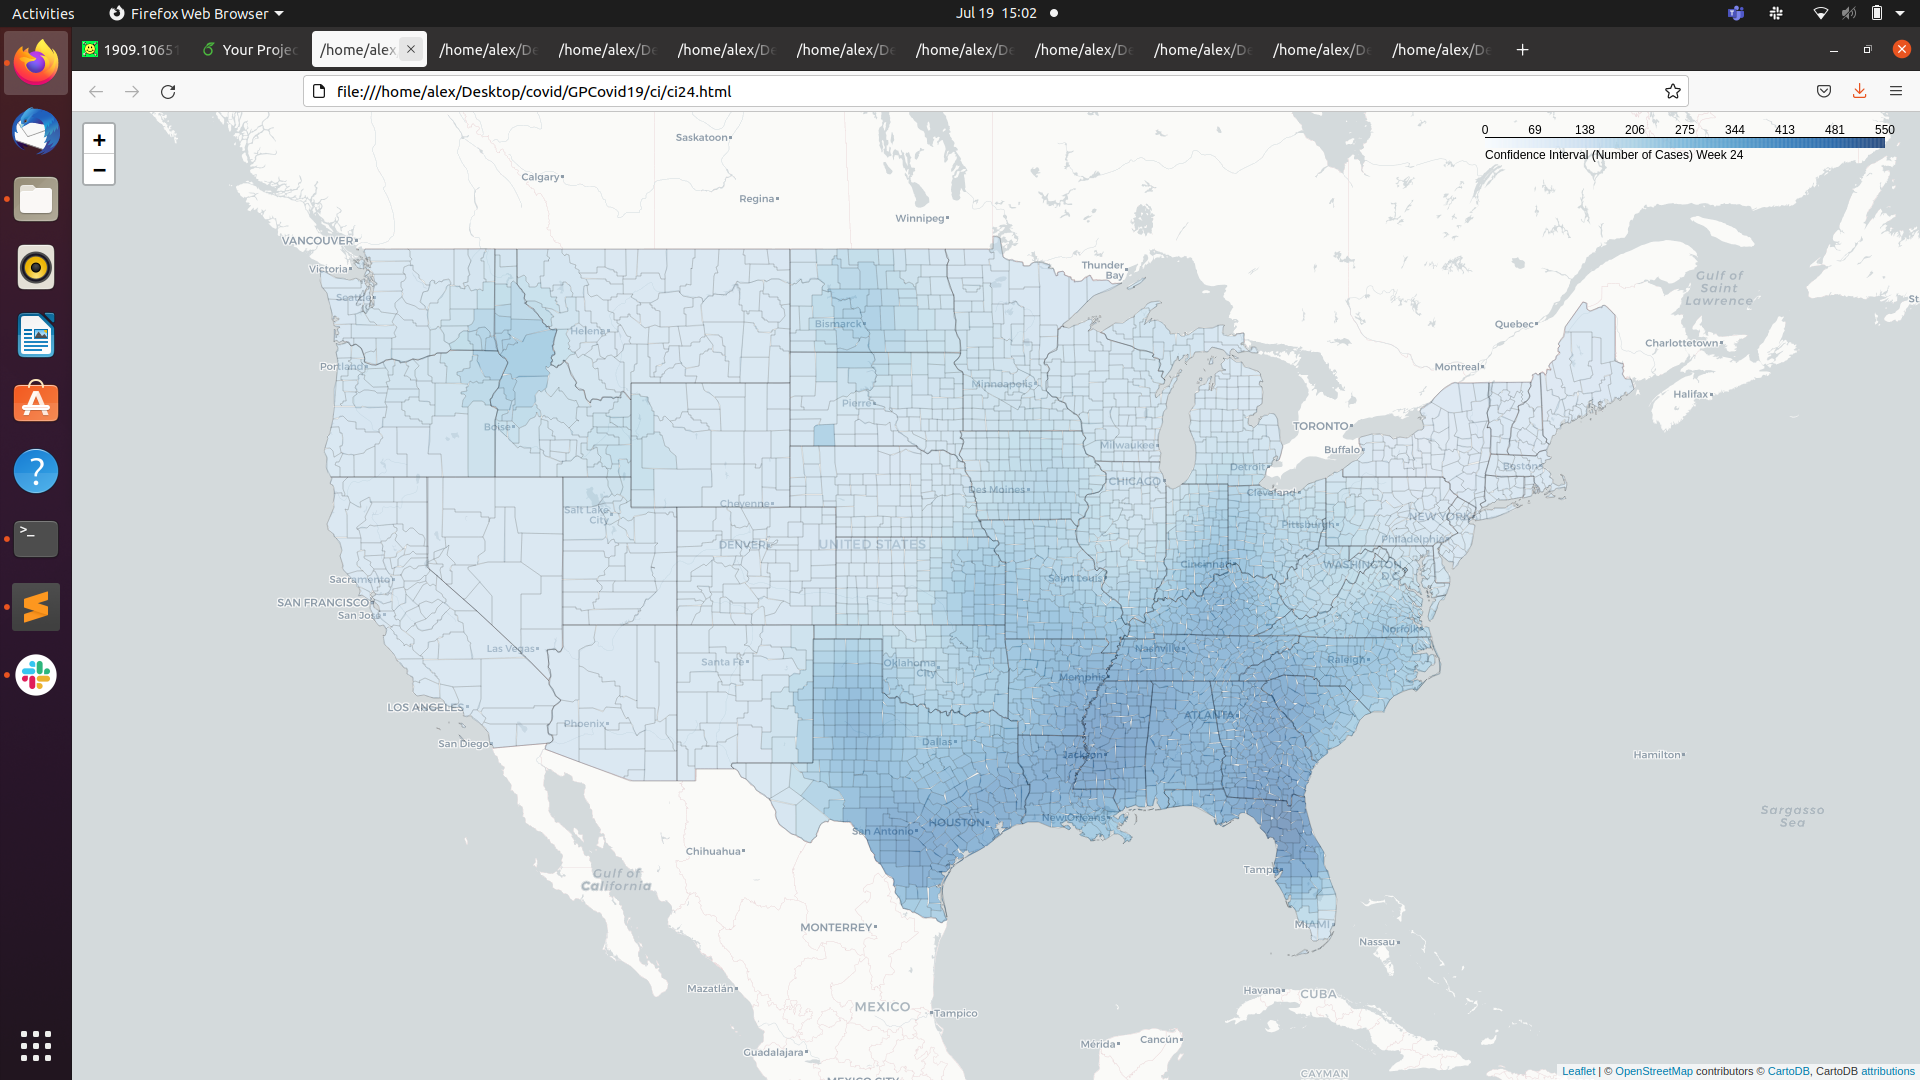 Activities
Firefox Web Browser
Jul 19 15:02
1909.10651
Your Projec
/home/alex
/home/alex/De
/home/alex/De
/home/alex/De
/home/alex/De
/home/alex/De
/home/alex/De
/home/alex/De
/home/alex/De
/home/alex/De
file:///home/alex/Desktop/covid/GPCovid19/ci/ci24.html
+
−
0 69 138 206 275 344 413 481 550
Confidence Interval (Number of Cases) Week 24
Saskatoon
Calgary
Regina
Winnipeg
VANCOUVER
Victoria
Seattle
Thunder
Bay
Gulf of
Saint
Lawrence
St
Quebec
Charlottetown
Montreal
Halifax
Helena
Bismarck
Portland
Minneapolis
Pierre
Boise
TORONTO
Buffalo
Milwaukee
Detroit
Boston
CHICAGO
Cleveland
Des Moines
Cheyenne
Salt Lake
City
NEW YORK
Pittsburgh
Philadelphia
DENVER
UNITED STATES
Cincinnati
WASHINGTON
D.C.
Saint Louis
Sacramento
SAN FRANCISCO
San Jose
Norfolk
Las Vegas
Santa Fe
Oklahoma
City
Nashville
Raleigh
Memphis
LOS ANGELES
Phoenix
ATLANTA
San Diego
Dallas
Jackson
Hamilton
Sargasso
Sea
New Orleans
HOUSTON
San Antonio
Chihuahua
Tampa
Gulf of
California
MIAMI
MONTERREY
Nassau
Mazatlán
Havana
CUBA
MEXICO
Tampico
Mérida
Cancún
Guadalajara
MEXICO CITY
CAYMAN
Leaflet | © OpenStreetMap contributors © CartoDB, CartoDB attributions